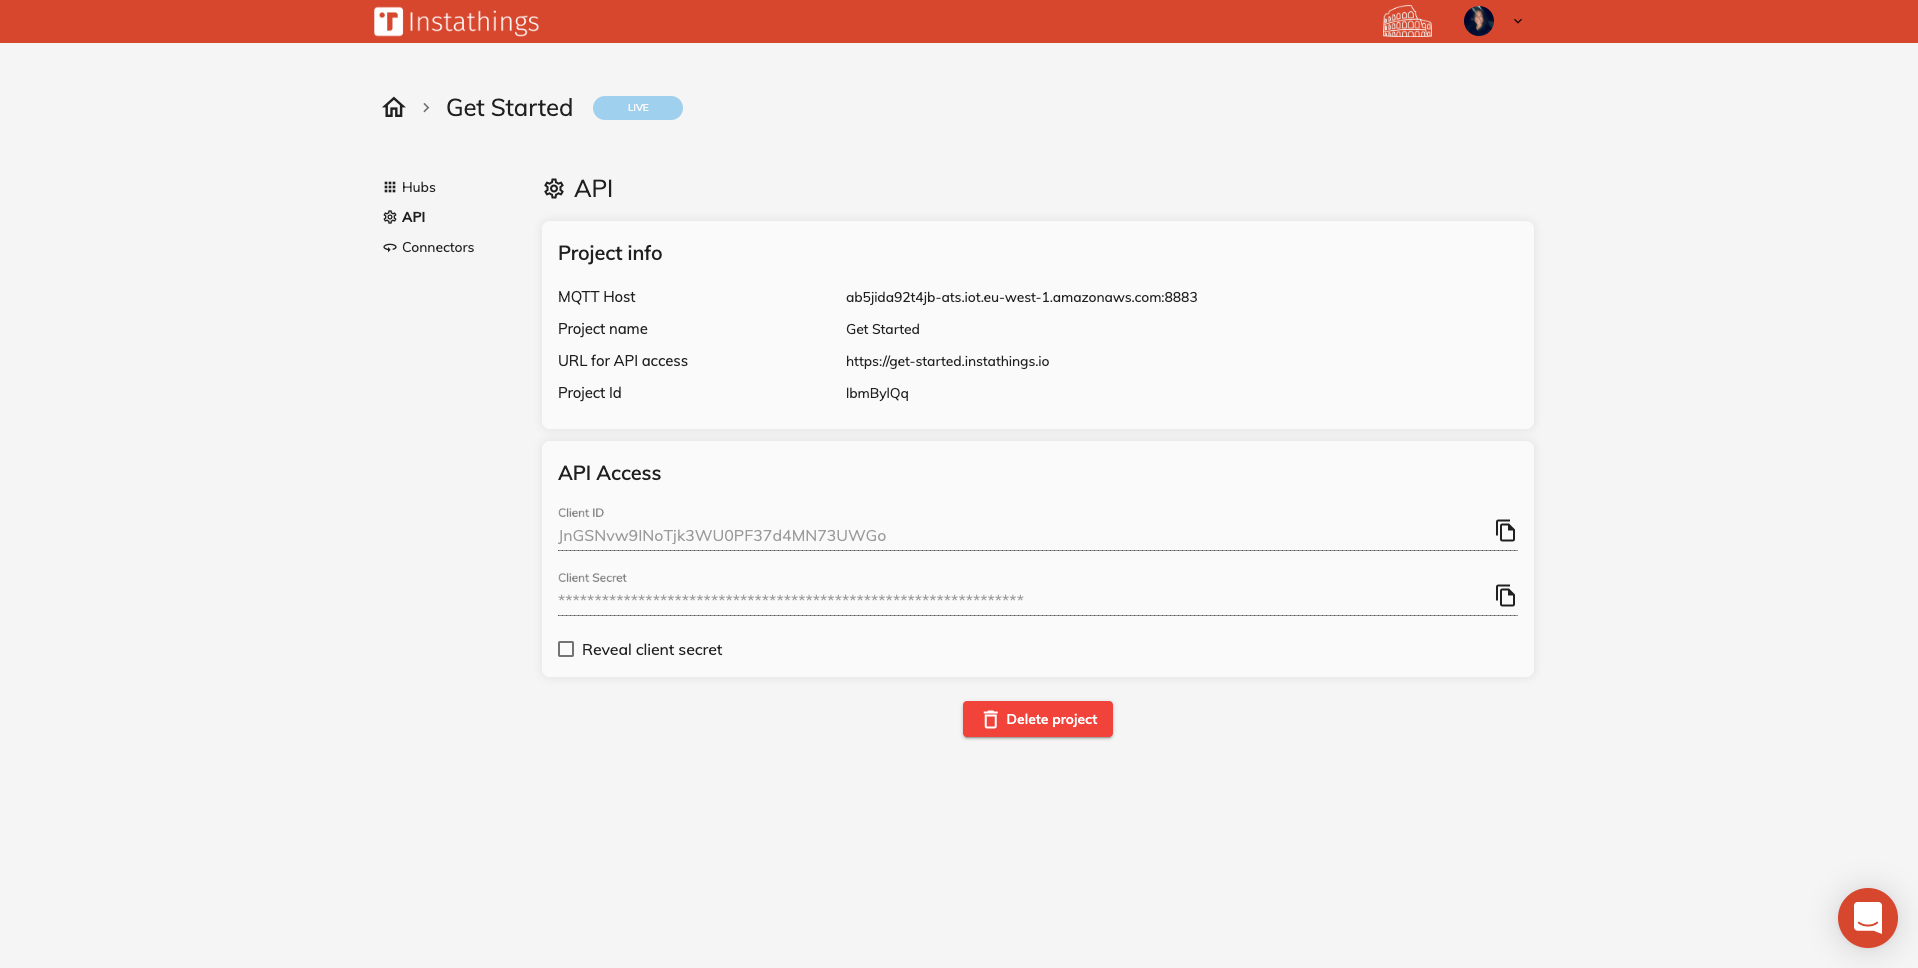 Instathings
Get Started
LIVE
Hubs
API
Connectors
API
Project info
MQTT Host ab5jida92t4jb-ats.iot.eu-west-1.amazonaws.com:8883
Project name Get Started
URL for API access https://get-started.instathings.io
Project Id lbmBylQq
API Access
Client ID
JnGSNvw9INoTjk3WU0PF37d4MN73UWGo
Client Secret
****************************************************************
Reveal client secret
Delete project